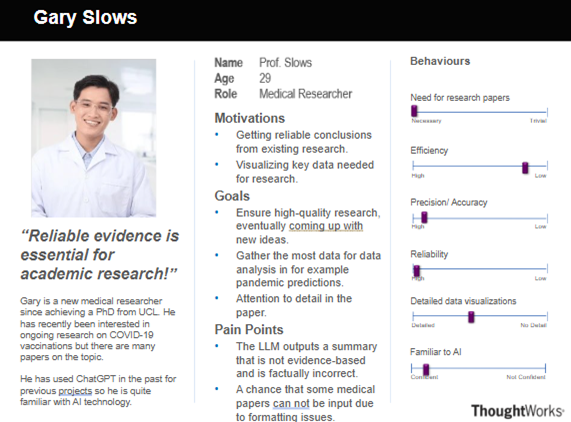 Gary Slows
“Reliable evidence is
essential for
academic research!”
Gary is a new medical researcher
since achieving a PhD from UCL. He
has recently been interested in
ongoing research on COVID-19
vaccinations but there are many
papers on the topic.
He has used ChatGPT in the past for
previous projects so he is quite
familiar with AI technology.
Name Prof. Slows
Age 29
Role Medical Researcher
Motivations
• Getting reliable conclusions
from existing research.
• Visualizing key data needed
for research.
Goals
• Ensure high-quality research,
eventually coming up with
new ideas.
• Gather the most data for data
analysis in for example
pandemic predictions.
• Attention to detail in the
paper.
Pain Points
• The LLM outputs a summary
that is not evidence-based
and is factually incorrect.
• A chance that some medical
papers can not be input due
to formatting issues.
Behaviours
Need for research papers
Necessary Trivial
Efficiency
High Low
Precision/ Accuracy
High Low
Reliability
High Low
Detailed data visualizations
Detailed No Detail
Familiar to AI
Confident Not Confident
ThoughtWorks®